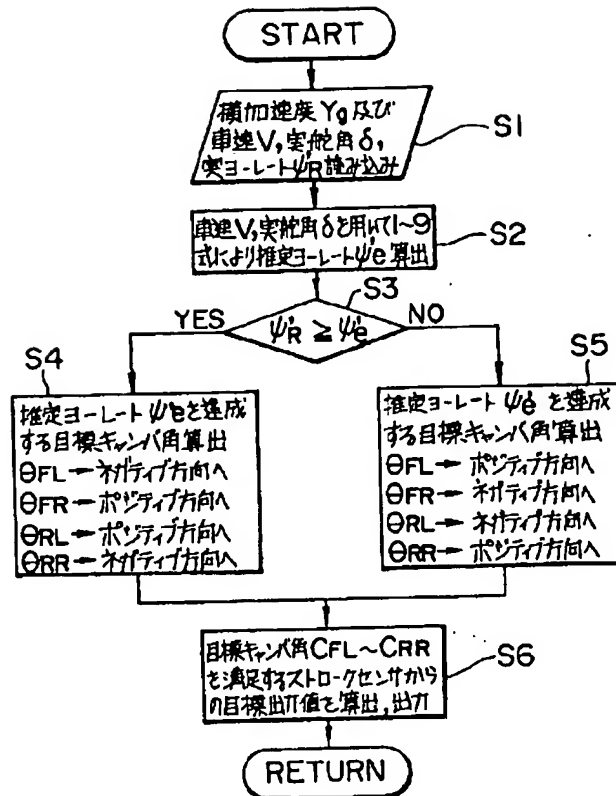 START
横加速度Yg及び
車速V,実舵角δ,
実ヨーレートψ̇R読み込み
S1
車速V,実舵角δを用いて1~9
式により推定ヨーレートψ̇e算出
S2
S3
YES
ψ̇R ≥ ψ̇e
NO
S4
推定ヨーレートψ̇eを達成
する目標キャンバ角算出
ΘFL→ネガティブ方向へ
ΘFR→ポジティブ方向へ
ΘRL→ポジティブ方向へ
ΘRR→ネガティブ方向へ
S5
推定ヨーレートψ̇eを達成
する目標キャンバ角算出
ΘFL→ポジティブ方向へ
ΘFR→ネガティブ方向へ
ΘRL→ネガティブ方向へ
ΘRR→ポジティブ方向へ
目標キャンバ角CFL~CRR
を満足するストロークセンサから
の目標出力値を算出,出力
S6
RETURN